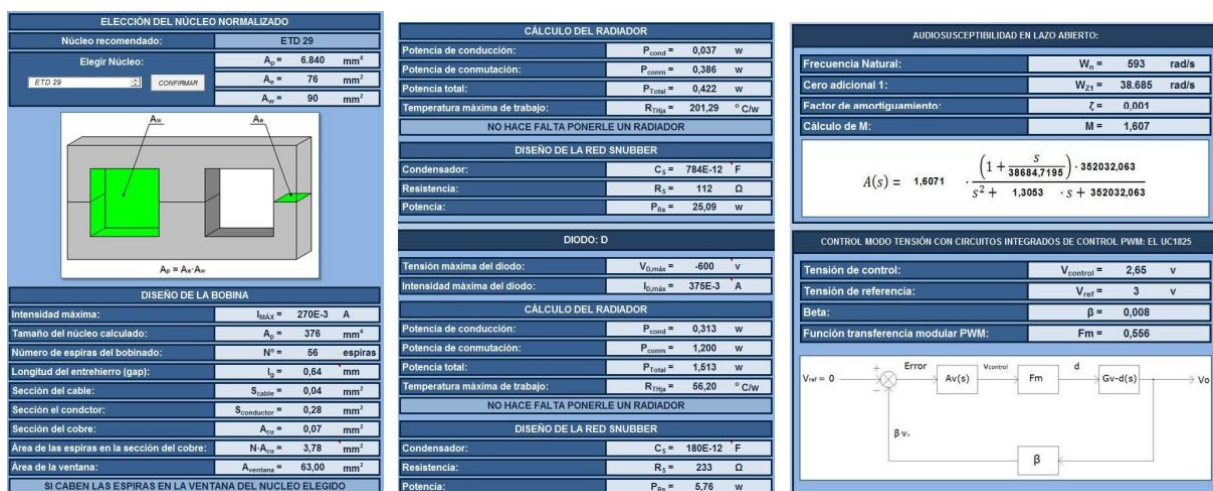 ELECCIÓN DEL NÚCLEO NORMALIZADO
Núcleo recomendado: ETD 29
Elegir Núcleo: Ap = 6.840 mm⁴
ETD 29 CONFIRMAR Ae = 76 mm²
Aw = 90 mm²
Aw Ae
Ap = Ae·Aw
DISEÑO DE LA BOBINA
Intensidad máxima: IMÁX = 270E-3 A
Tamaño del núcleo calculado: Ap = 376 mm⁴
Número de espiras del bobinado: Nº = 56 espiras
Longitud del entrehierro (gap): lg = 0,64 mm
Sección del cable: Scable = 0,04 mm²
Sección el condctor: Sconductor = 0,28 mm²
Sección del cobre: Acu = 0,07 mm²
Área de las espiras en la sección del cobre: N·Acu = 3,78 mm²
Área de la ventana: Aventana = 63,00 mm²
SI CABEN LAS ESPIRAS EN LA VENTANA DEL NUCLEO ELEGIDO
CÁLCULO DEL RADIADOR
Potencia de conducción: Pcond = 0,037 w
Potencia de conmutación: Pconm = 0,386 w
Potencia total: PTotal = 0,422 w
Temperatura máxima de trabajo: RTHja = 201,29 ° C/w
NO HACE FALTA PONERLE UN RADIADOR
DISEÑO DE LA RED SNUBBER
Condensador: CS = 784E-12 F
Resistencia: RS = 112 Ω
Potencia: PRs = 25,09 w
DIODO: D
Tensión máxima del diodo: VD,máx = -600 v
Intensidad máxima del diodo: ID,máx = 375E-3 A
CÁLCULO DEL RADIADOR
Potencia de conducción: Pcond = 0,313 w
Potencia de conmutación: Pconm = 1,200 w
Potencia total: PTotal = 1,513 w
Temperatura máxima de trabajo: RTHja = 56,20 ° C/w
NO HACE FALTA PONERLE UN RADIADOR
DISEÑO DE LA RED SNUBBER
Condensador: CS = 180E-12 F
Resistencia: RS = 233 Ω
Potencia: PRs = 5,76 w
AUDIOSUSCEPTIBILIDAD EN LAZO ABIERTO:
Frecuencia Natural: Wn = 593 rad/s
Cero adicional 1: WZ1 = 38.685 rad/s
Factor de amortiguamiento: ζ = 0,001
Cálculo de M: M = 1,607
(1 + s / 38684,7195) · 352032,063
A(s) = 1,6071 ·
s² + 1,3053 · s + 352032,063
CONTROL MODO TENSIÓN CON CIRCUITOS INTEGRADOS DE CONTROL PWM: EL UC1825
Tensión de control: Vcontrol = 2,65 v
Tensión de referencia: Vref = 3 v
Beta: β = 0,008
Función transferencia modular PWM: Fm = 0,556
Error Vcontrol d
Vref = 0 Av(s) Fm Gv-d(s) Vo
+ −
β·vo
β